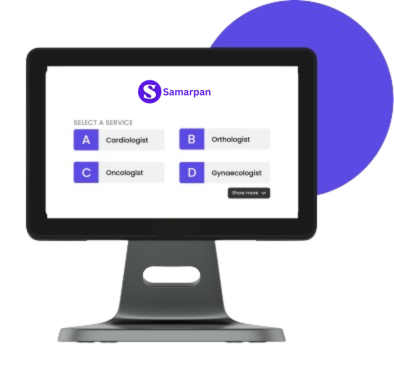 S Samarpan
SELECT A SERVICE
A Cardiologist
B Orthologist
C Oncologist
D Gynaecologist
Show more